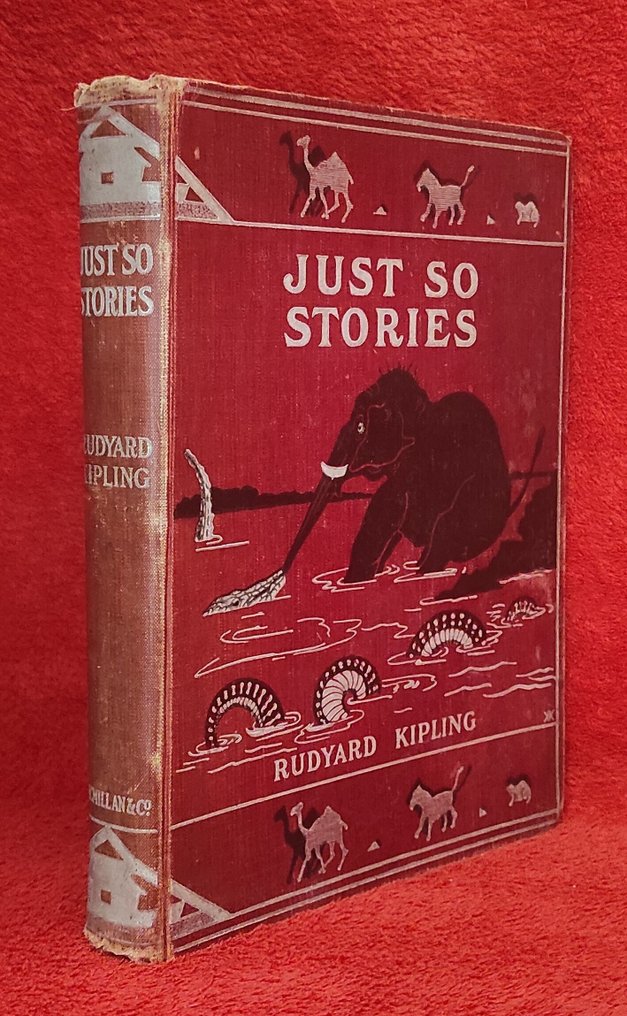 JUST SO
STORIES
RUDYARD
KIPLING
MILLAN & Co.
JUST SO
STORIES
RUDYARD KIPLING